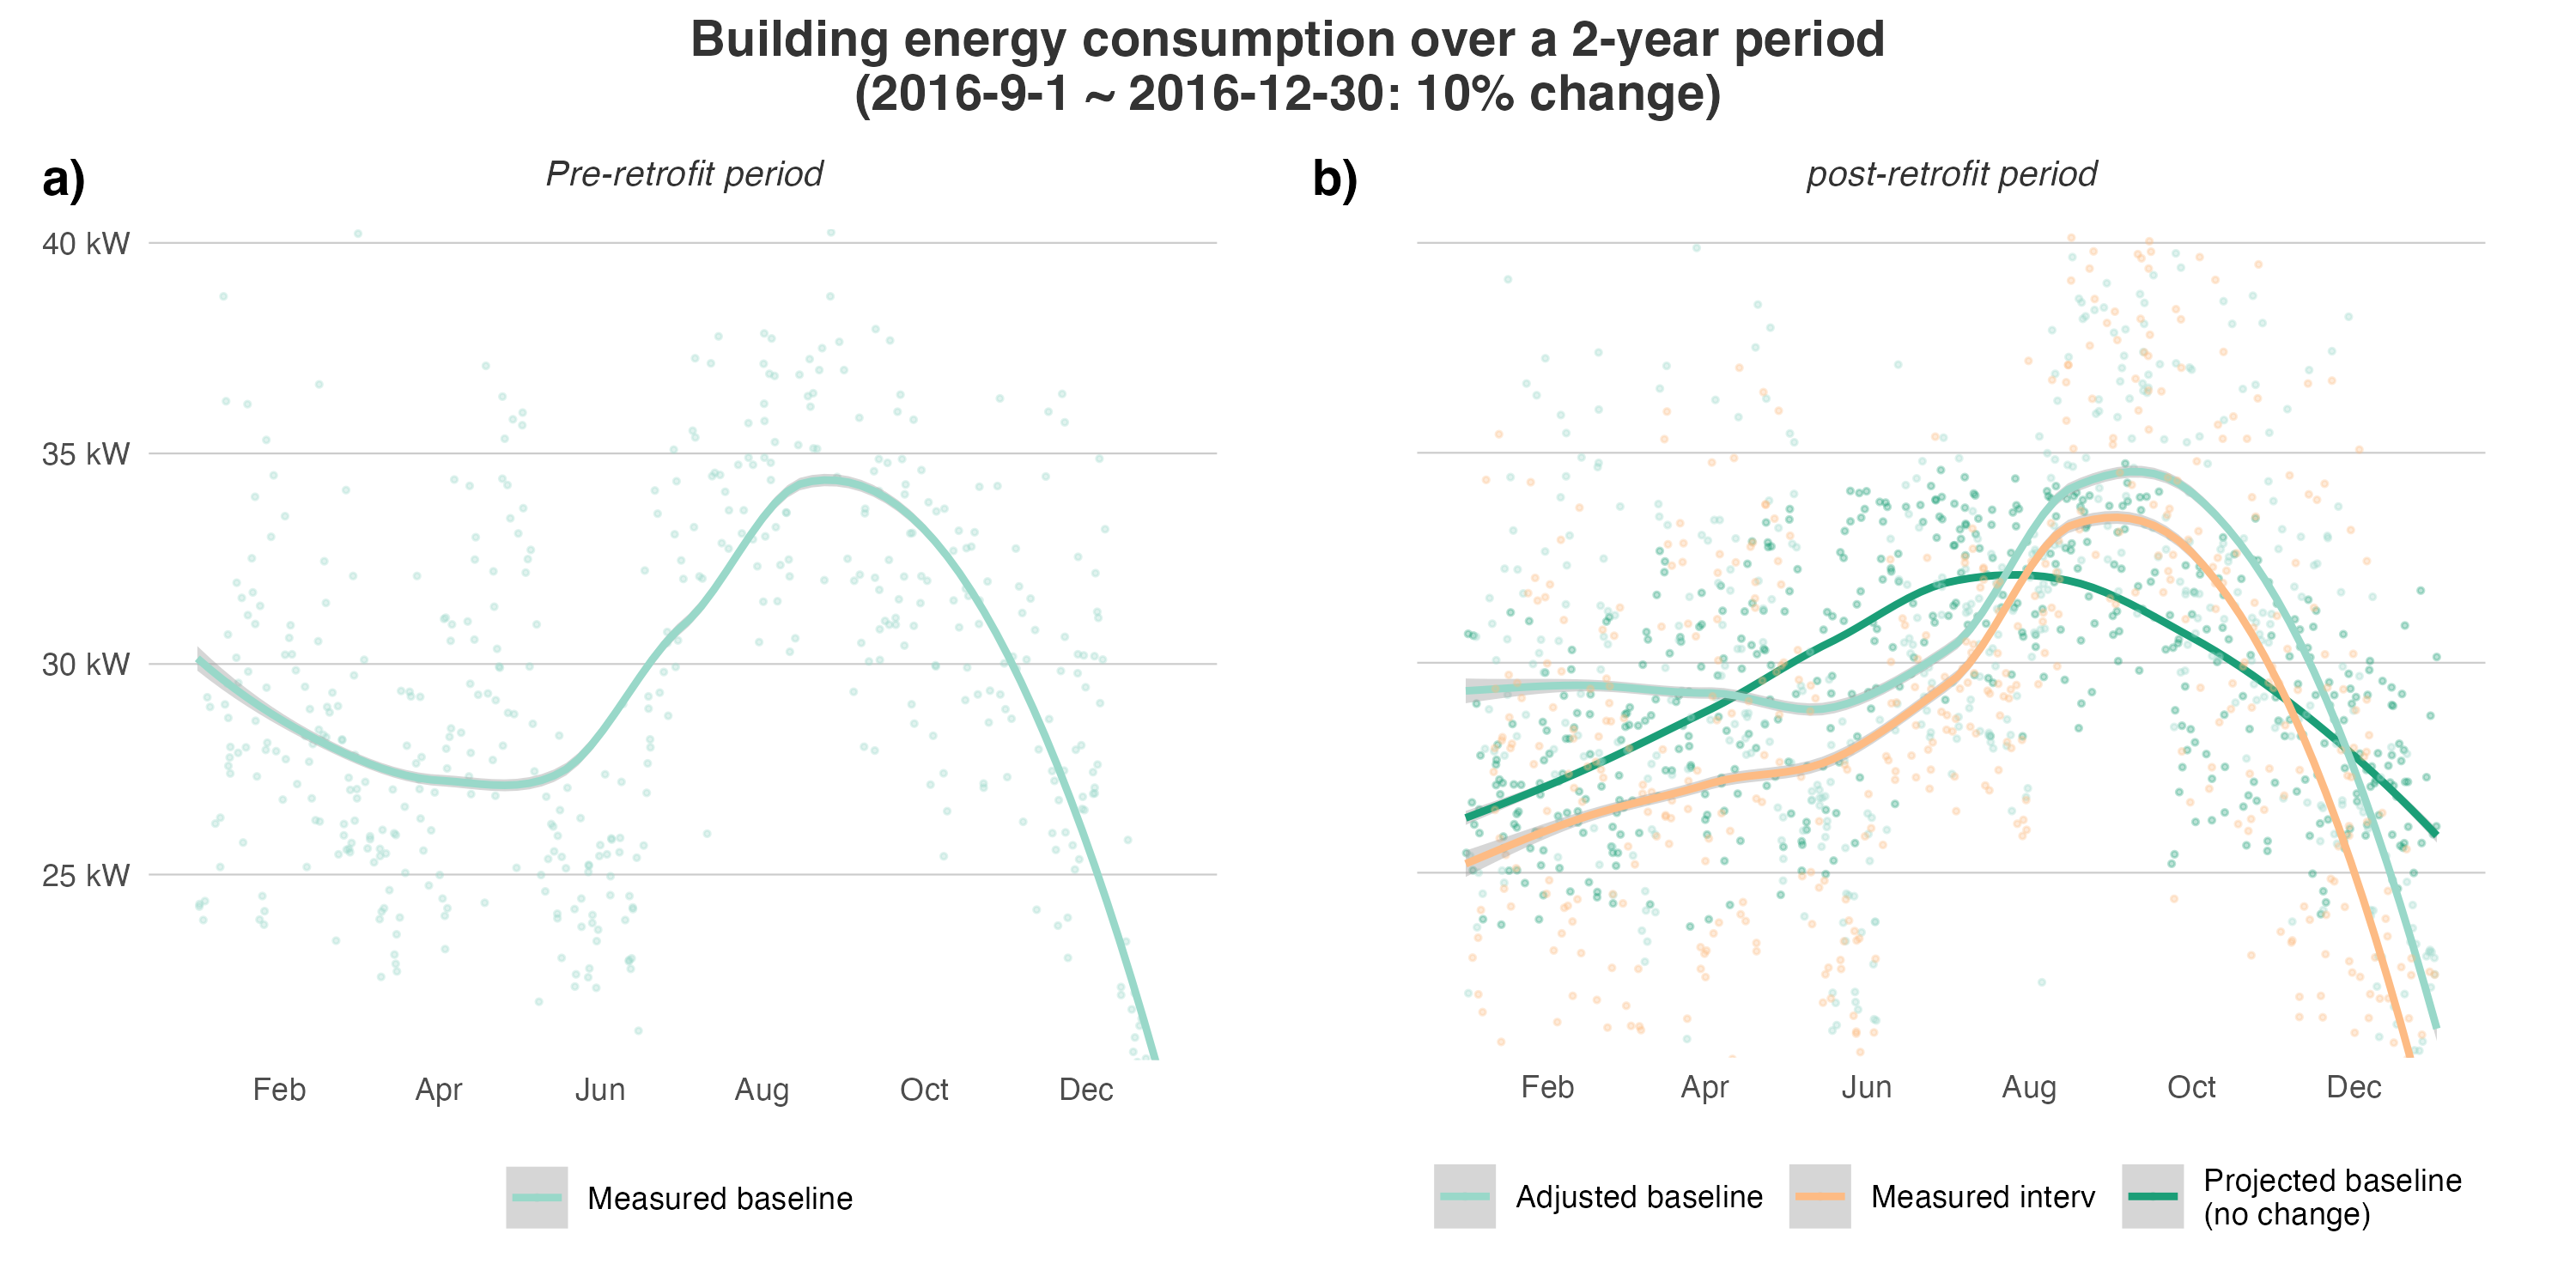 Building energy consumption over a 2-year period
(2016-9-1 ~ 2016-12-30: 10% change)
a)
Pre-retrofit period
40 kW
35 kW
30 kW
25 kW
Feb Apr Jun Aug Oct Dec
Measured baseline
b)
post-retrofit period
Feb Apr Jun Aug Oct Dec
Adjusted baseline
Measured interv
Projected baseline
(no change)